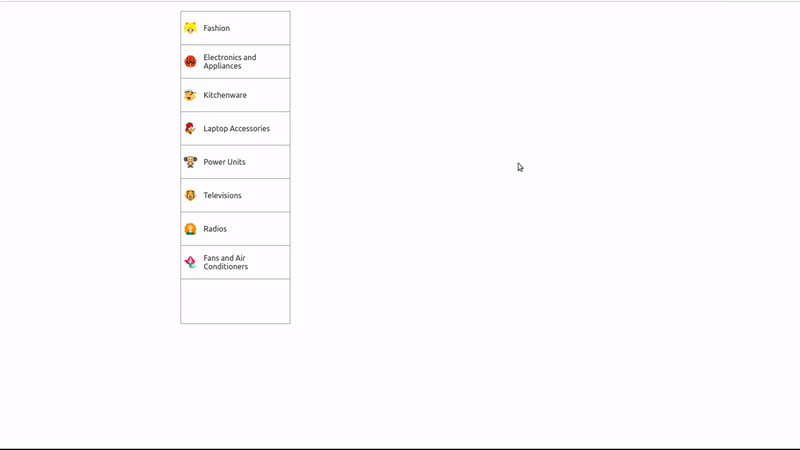 Fashion
Electronics and
Appliances
Kitchenware
Laptop Accessories
Power Units
Televisions
Radios
Fans and Air
Conditioners